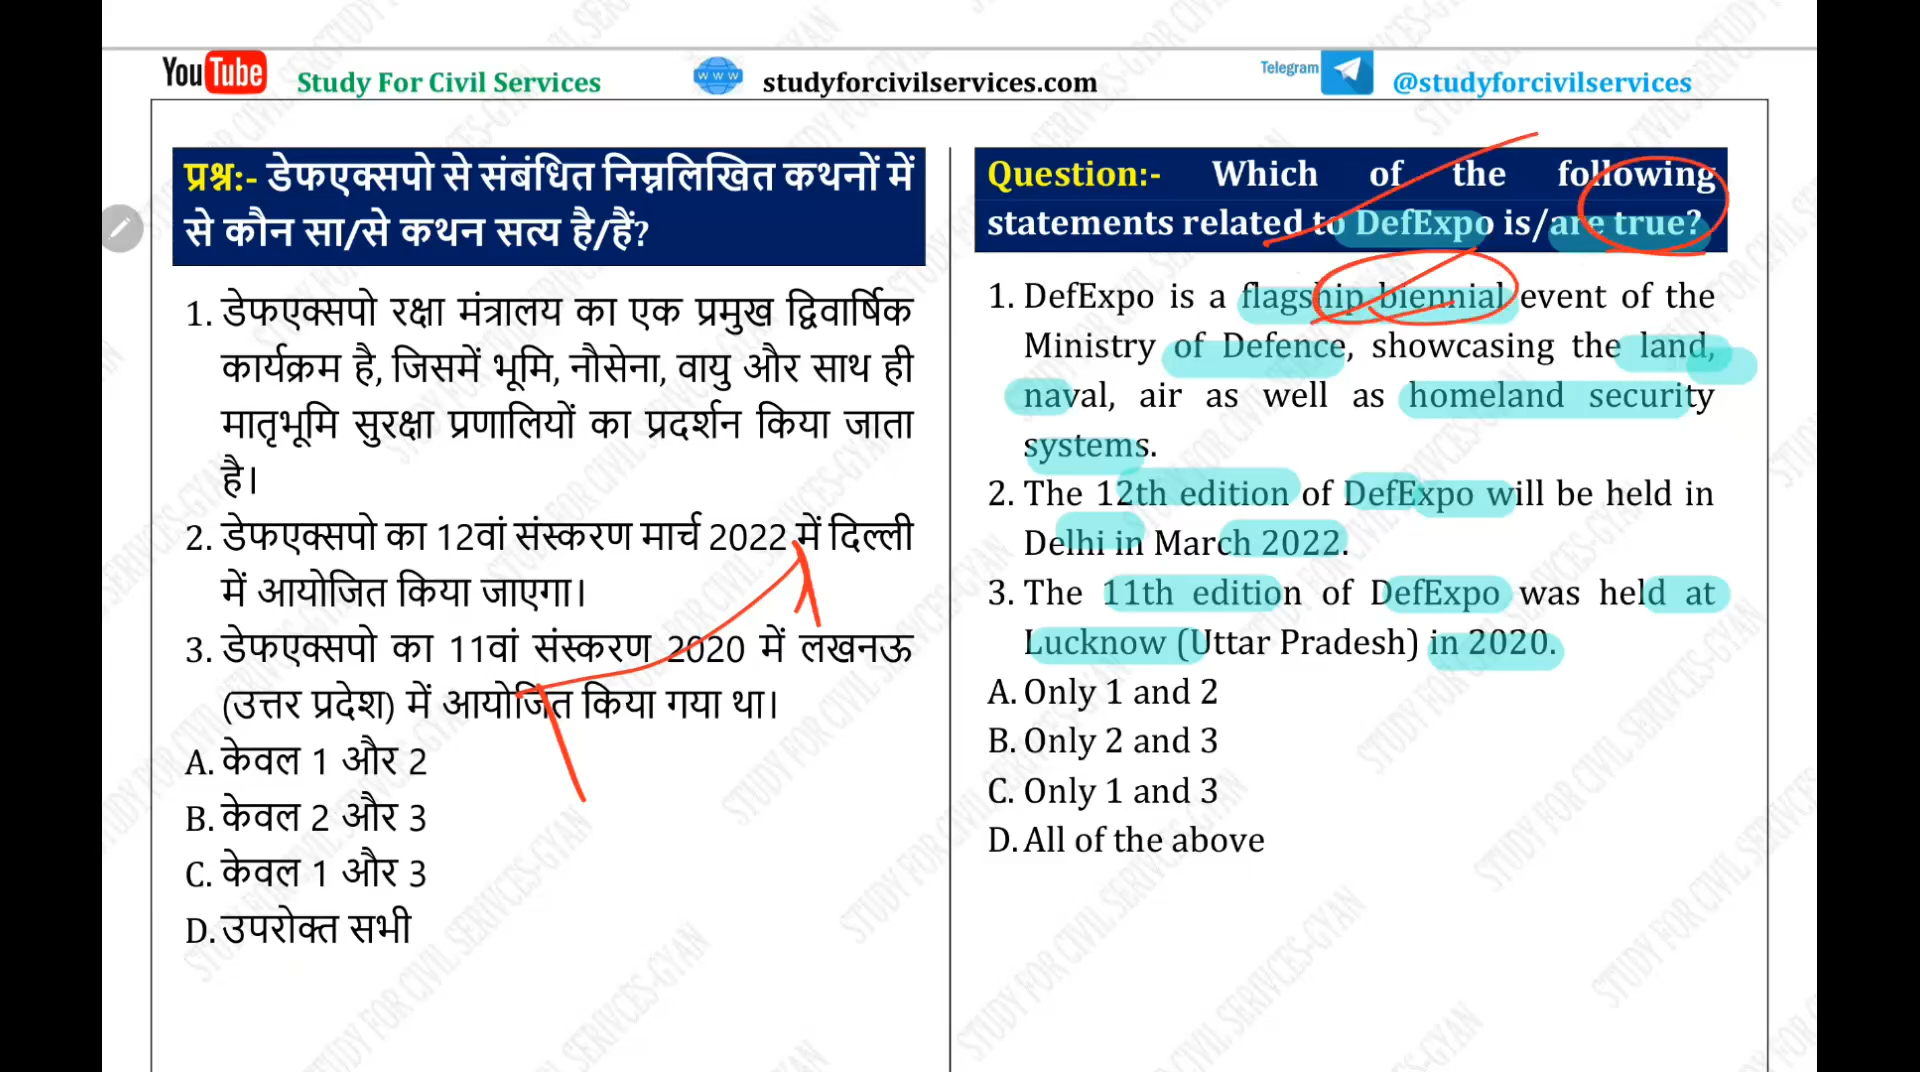 YouTube Study For Civil Services www studyforcivilservices.com Telegram @studyforcivilservices
प्रश्न:- डेफएक्सपो से संबंधित निम्नलिखित कथनों में
से कौन सा/से कथन सत्य है/हैं?
1. डेफएक्सपो रक्षा मंत्रालय का एक प्रमुख द्विवार्षिक
कार्यक्रम है, जिसमें भूमि, नौसेना, वायु और साथ ही
मातृभूमि सुरक्षा प्रणालियों का प्रदर्शन किया जाता
है।
2. डेफएक्सपो का 12वां संस्करण मार्च 2022 में दिल्ली
में आयोजित किया जाएगा।
3. डेफएक्सपो का 11वां संस्करण 2020 में लखनऊ
(उत्तर प्रदेश) में आयोजित किया गया था।
A. केवल 1 और 2
B. केवल 2 और 3
C. केवल 1 और 3
D. उपरोक्त सभी
Question:- Which of the following
statements related to DefExpo is/are true?
1. DefExpo is a flagship biennial event of the
Ministry of Defence, showcasing the land,
naval, air as well as homeland security
systems.
2. The 12th edition of DefExpo will be held in
Delhi in March 2022.
3. The 11th edition of DefExpo was held at
Lucknow (Uttar Pradesh) in 2020.
A. Only 1 and 2
B. Only 2 and 3
C. Only 1 and 3
D. All of the above
STUDY FOR CIVIL SERIVCES-GYAN